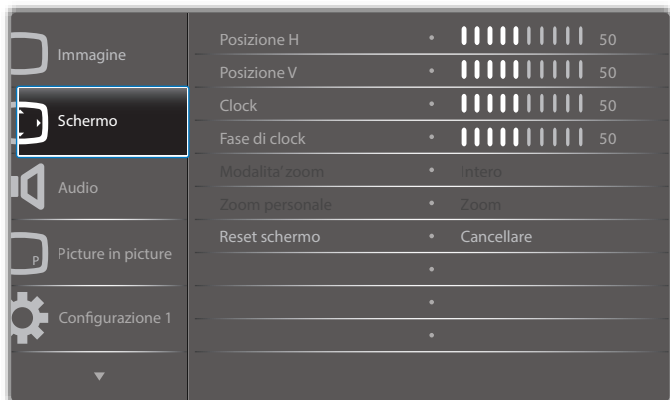 Immagine
Schermo
Audio
P
Picture in picture
Configurazione 1
Posizione H • 50
Posizione V • 50
Clock • 50
Fase di clock • 50
Modalita' zoom • Intero
Zoom personale • Zoom
Reset schermo • Cancellare